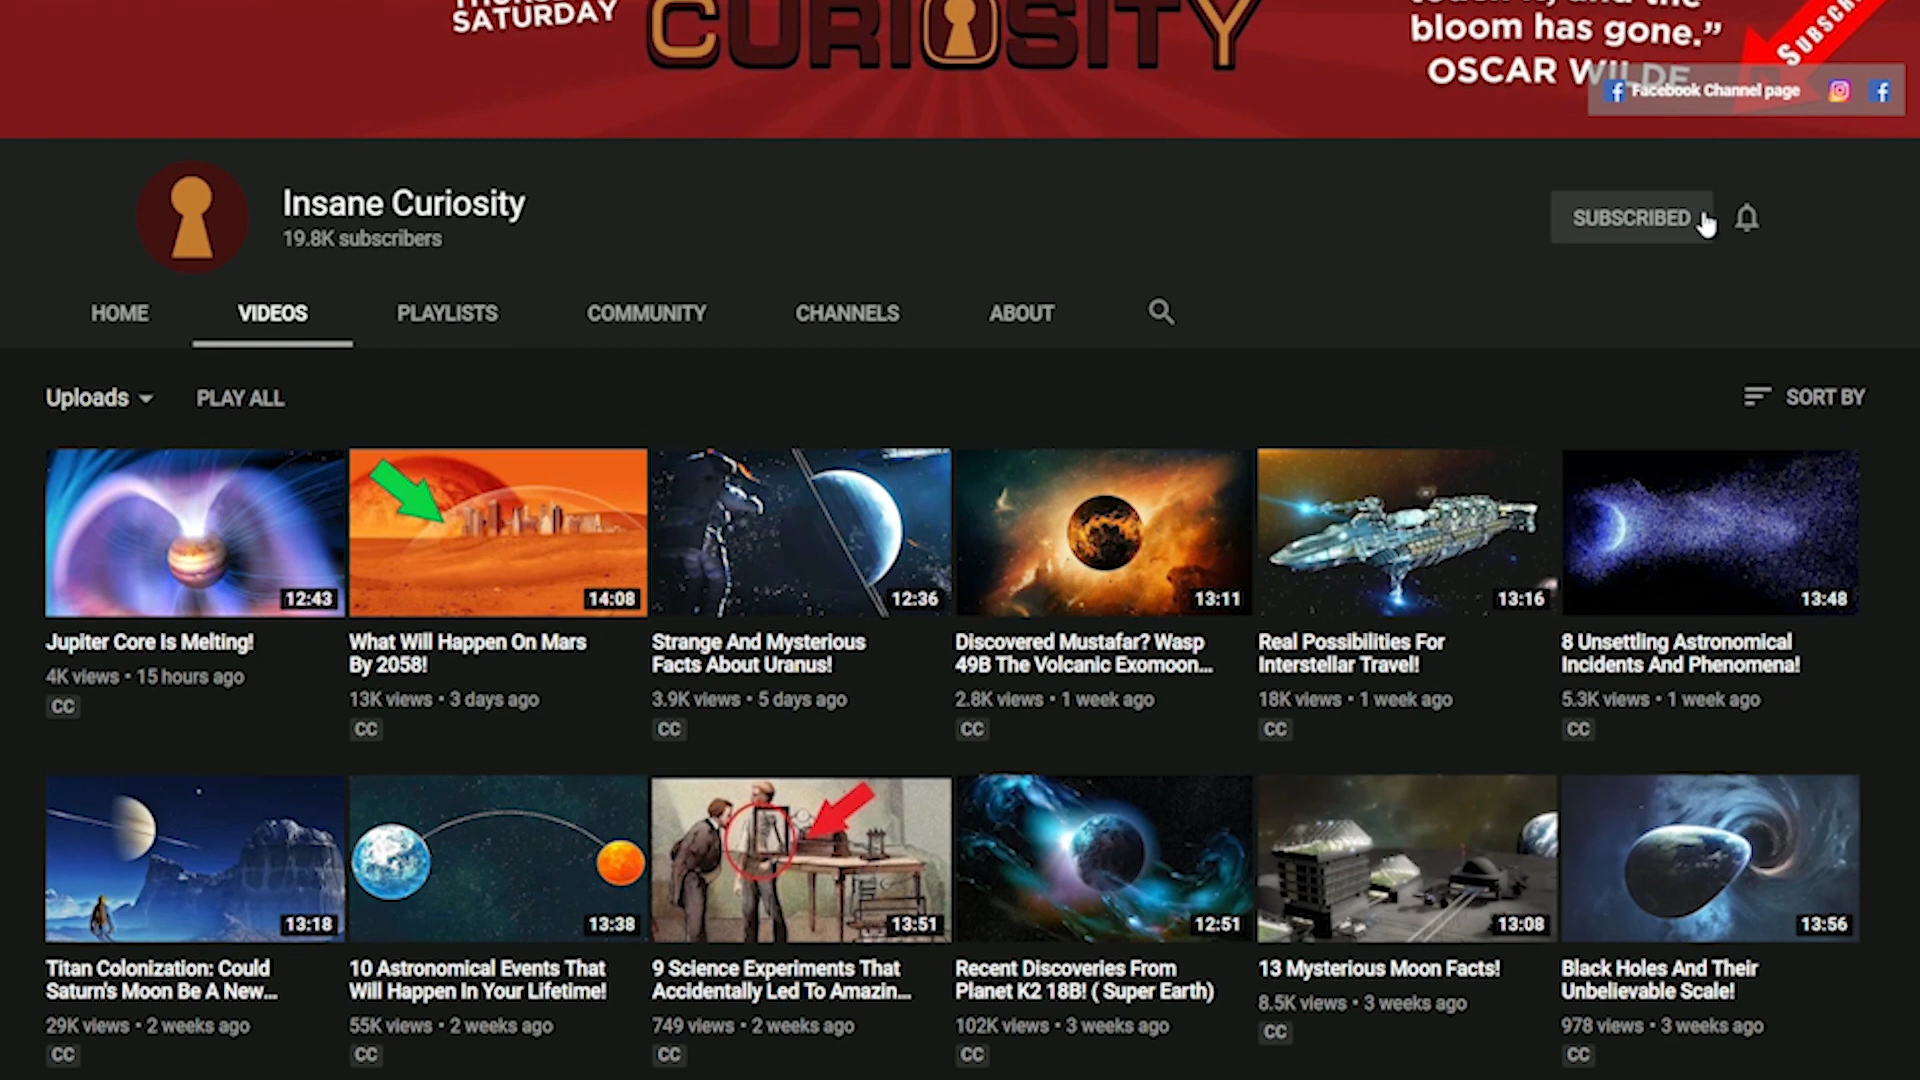 SATURDAY
CURIOSITY
bloom has gone.”
OSCAR WILDE
SUBSCR
Facebook Channel page
Insane Curiosity
19.8K subscribers
SUBSCRIBED
HOME VIDEOS PLAYLISTS COMMUNITY CHANNELS ABOUT
Uploads PLAY ALL SORT BY
12:43 14:08 12:36 13:11 13:16 13:48
Jupiter Core Is Melting!
4K views • 15 hours ago
CC
What Will Happen On Mars
By 2058!
13K views • 3 days ago
CC
Strange And Mysterious
Facts About Uranus!
3.9K views • 5 days ago
CC
Discovered Mustafar? Wasp
49B The Volcanic Exomoon...
2.8K views • 1 week ago
CC
Real Possibilities For
Interstellar Travel!
18K views • 1 week ago
CC
8 Unsettling Astronomical
Incidents And Phenomena!
5.3K views • 1 week ago
CC
13:18 13:38 13:51 12:51 13:08 13:56
Titan Colonization: Could
Saturn's Moon Be A New...
29K views • 2 weeks ago
CC
10 Astronomical Events That
Will Happen In Your Lifetime!
55K views • 2 weeks ago
CC
9 Science Experiments That
Accidentally Led To Amazin...
749 views • 2 weeks ago
CC
Recent Discoveries From
Planet K2 18B! ( Super Earth)
102K views • 3 weeks ago
CC
13 Mysterious Moon Facts!
8.5K views • 3 weeks ago
CC
Black Holes And Their
Unbelievable Scale!
978 views • 3 weeks ago
CC